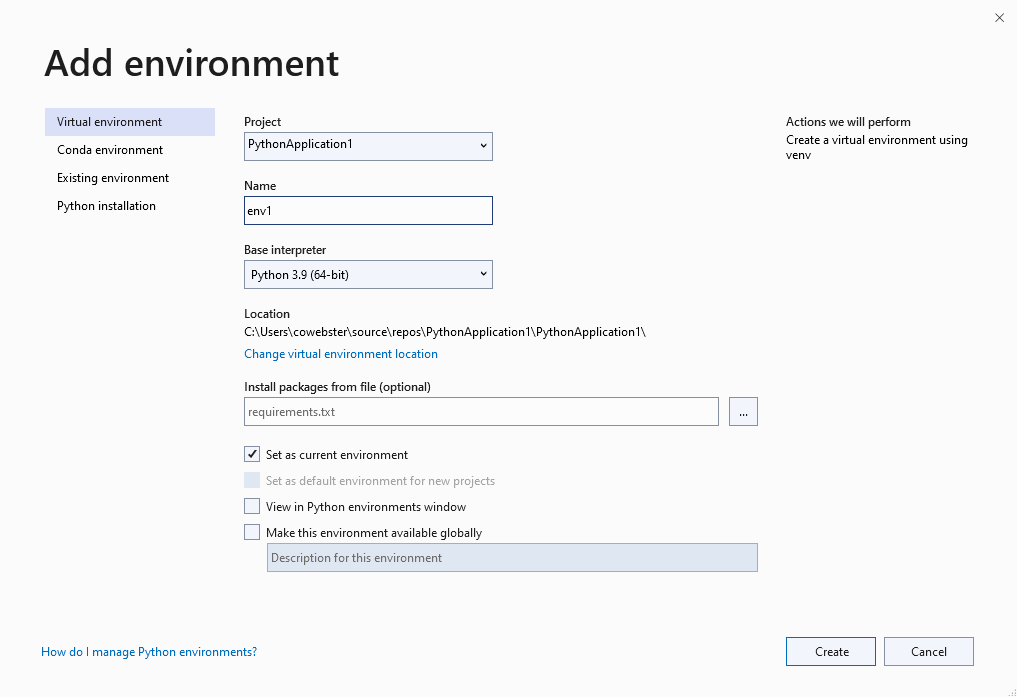 Add environment
Virtual environment
Conda environment
Existing environment
Python installation
Project
PythonApplication1
Name
env1
Base interpreter
Python 3.9 (64-bit)
Location
C:\Users\cowebster\source\repos\PythonApplication1\PythonApplication1\
Change virtual environment location
Install packages from file (optional)
requirements.txt
...
Set as current environment
Set as default environment for new projects
View in Python environments window
Make this environment available globally
Description for this environment
Actions we will perform
Create a virtual environment using
venv
How do I manage Python environments?
Create
Cancel